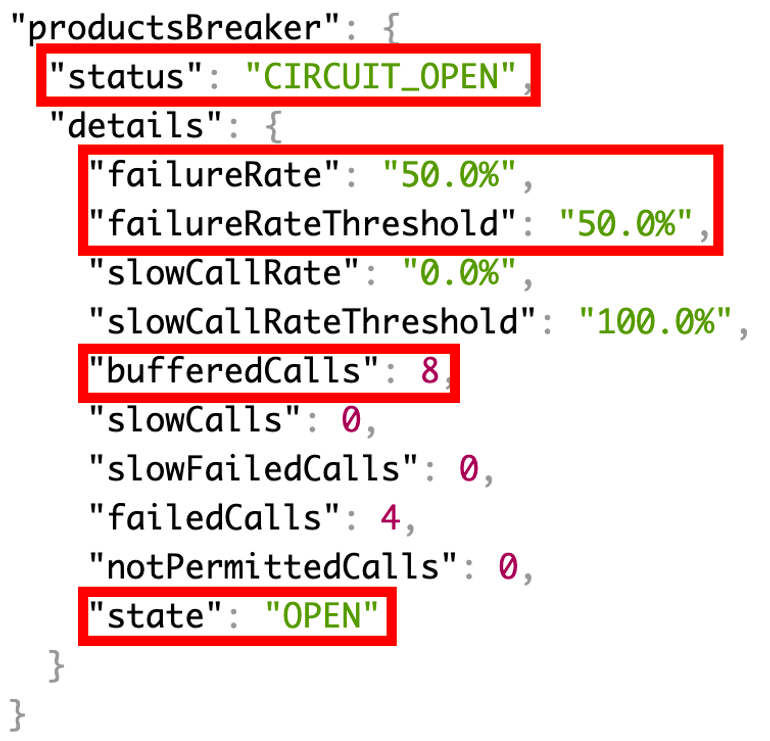 "productsBreaker": {
"status": "CIRCUIT_OPEN",
"details": {
"failureRate": "50.0%",
"failureRateThreshold": "50.0%",
"slowCallRate": "0.0%",
"slowCallRateThreshold": "100.0%",
"bufferedCalls": 8,
"slowCalls": 0,
"slowFailedCalls": 0,
"failedCalls": 4,
"notPermittedCalls": 0,
"state": "OPEN"
}
}